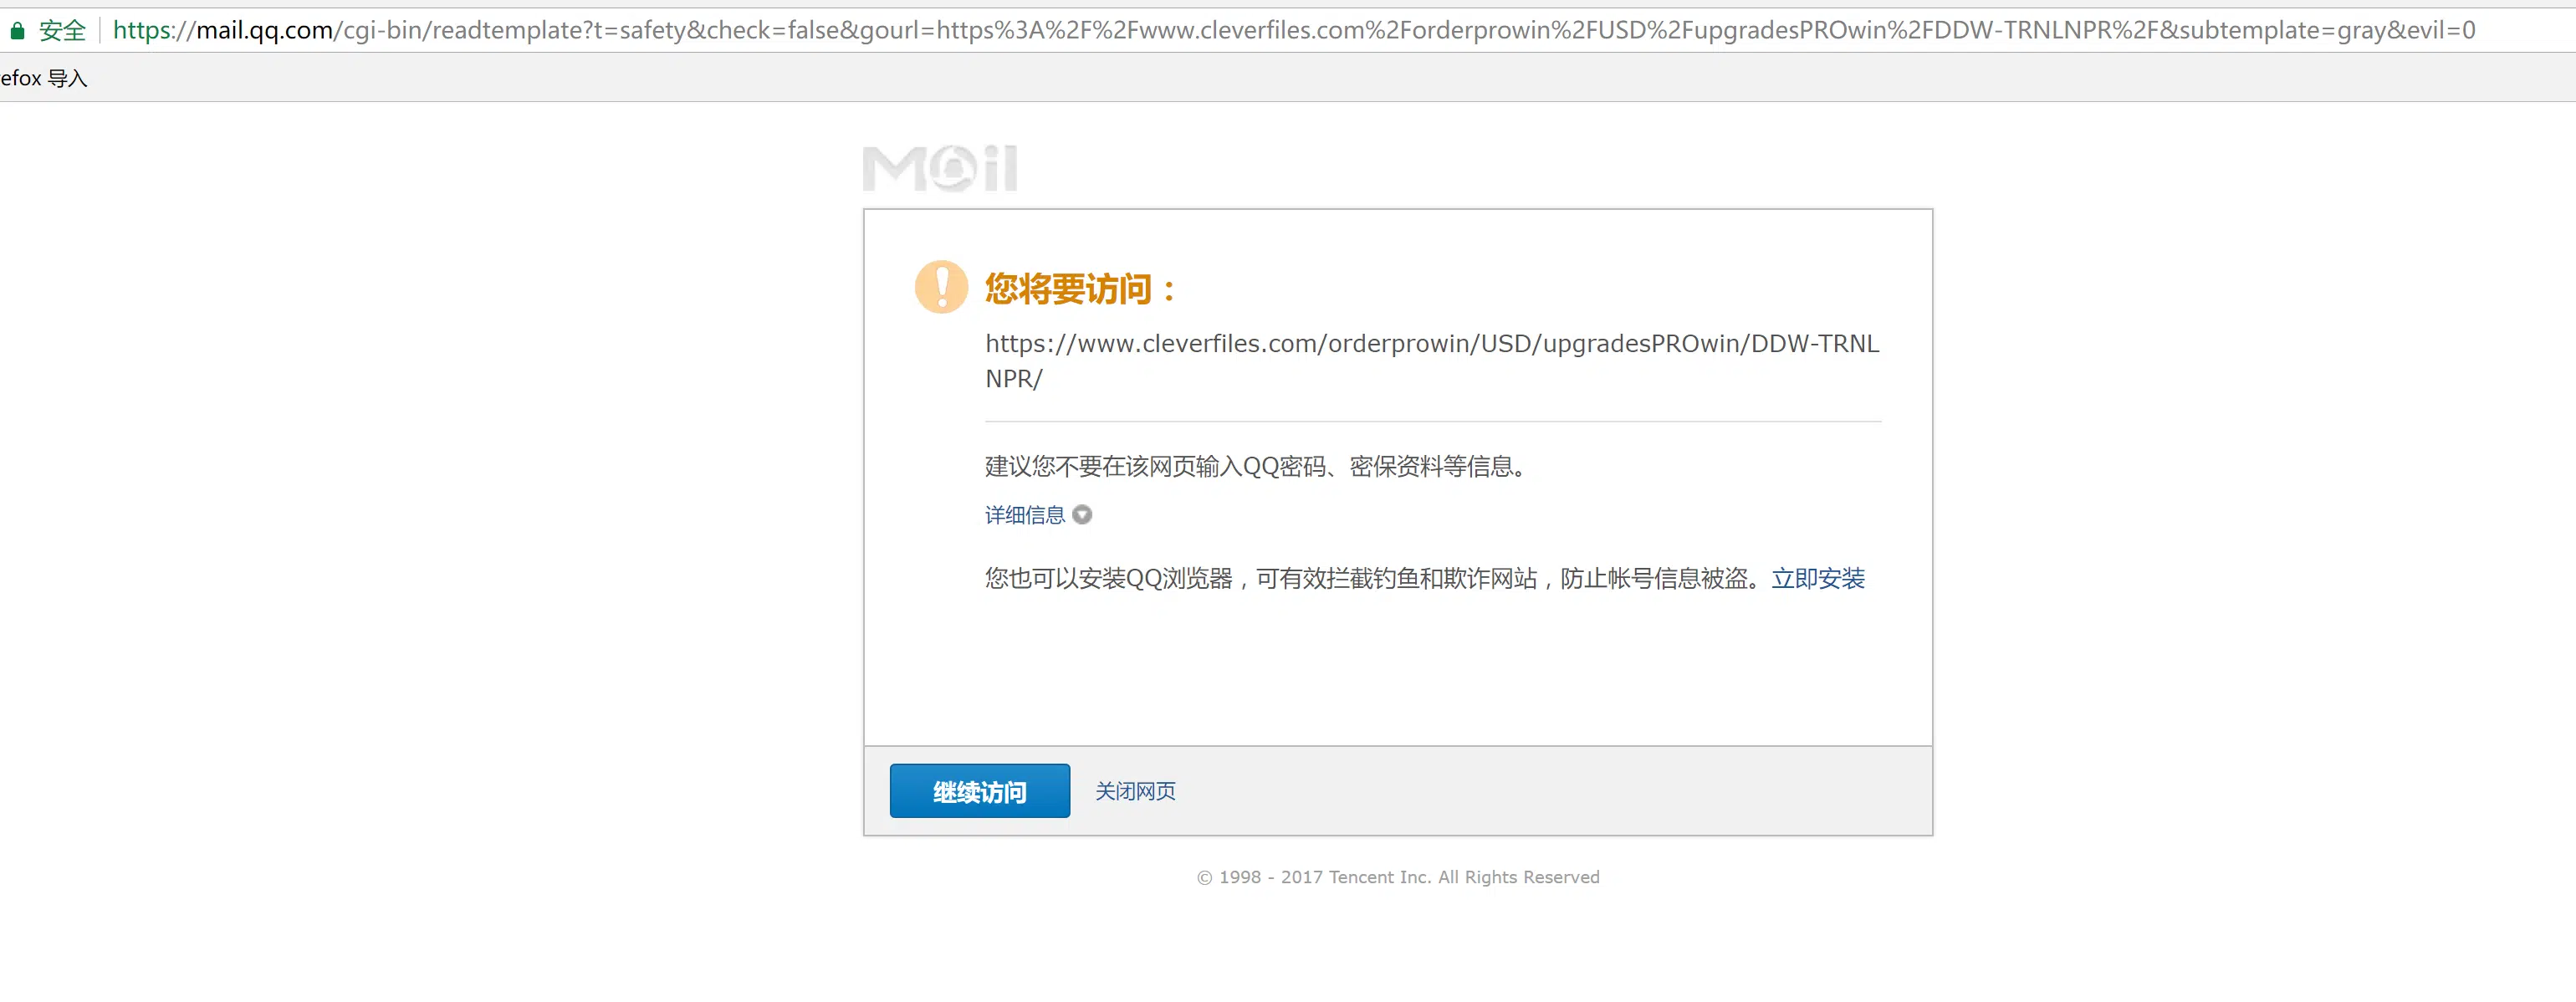 安全 https://mail.qq.com/cgi-bin/readtemplate?t=safety&check=false&gourl=https%3A%2F%2Fwww.cleverfiles.com%2Forderprowin%2FUSD%2FupgradesPROwin%2FDDW-TRNLNPR%2F&subtemplate=gray&evil=0
efox 导入
Mail
您将要访问：
https://www.cleverfiles.com/orderprowin/USD/upgradesPROwin/DDW-TRNL
NPR/
建议您不要在该网页输入QQ密码、密保资料等信息。
详细信息
您也可以安装QQ浏览器，可有效拦截钓鱼和欺诈网站，防止帐号信息被盗。立即安装
继续访问 关闭网页
© 1998 - 2017 Tencent Inc. All Rights Reserved